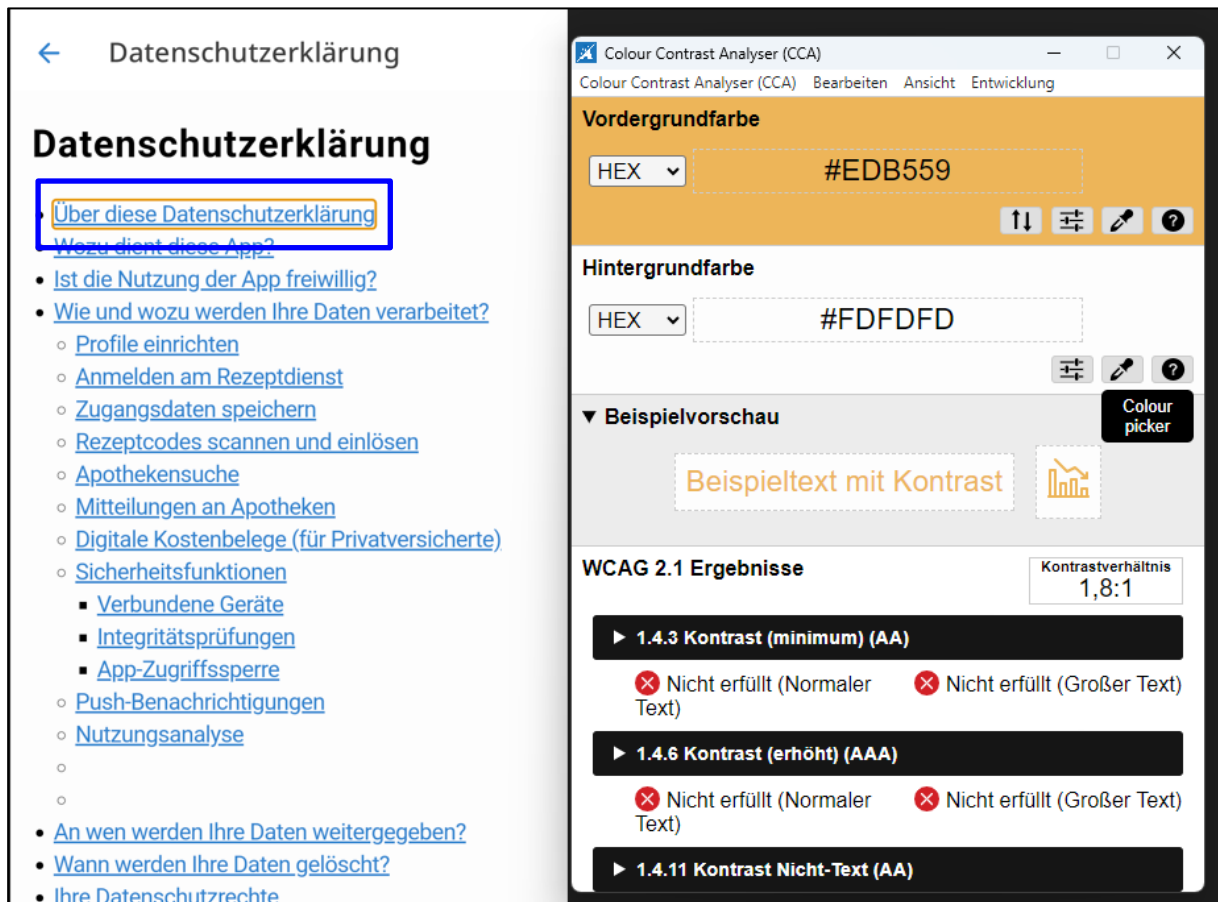 Datenschutzerklärung
Datenschutzerklärung
Über diese Datenschutzerklärung
Wozu dient diese App?
Ist die Nutzung der App freiwillig?
Wie und wozu werden Ihre Daten verarbeitet?
Profile einrichten
Anmelden am Rezeptdienst
Zugangsdaten speichern
Rezeptcodes scannen und einlösen
Apothekensuche
Mitteilungen an Apotheken
Digitale Kostenbelege (für Privatversicherte)
Sicherheitsfunktionen
Verbundene Geräte
Integritätsprüfungen
App-Zugriffssperre
Push-Benachrichtigungen
Nutzungsanalyse
An wen werden Ihre Daten weitergegeben?
Wann werden Ihre Daten gelöscht?
Ihre Datenschutzrechte
Colour Contrast Analyser (CCA)
Colour Contrast Analyser (CCA) Bearbeiten Ansicht Entwicklung
Vordergrundfarbe
HEX #EDB559
Hintergrundfarbe
HEX #FDFDFD
Colour
picker
Beispielvorschau
Beispieltext mit Kontrast
WCAG 2.1 Ergebnisse
Kontrastverhältnis
1,8:1
1.4.3 Kontrast (minimum) (AA)
Nicht erfüllt (Normaler
Text)
Nicht erfüllt (Großer Text)
1.4.6 Kontrast (erhöht) (AAA)
Nicht erfüllt (Normaler
Text)
Nicht erfüllt (Großer Text)
1.4.11 Kontrast Nicht-Text (AA)